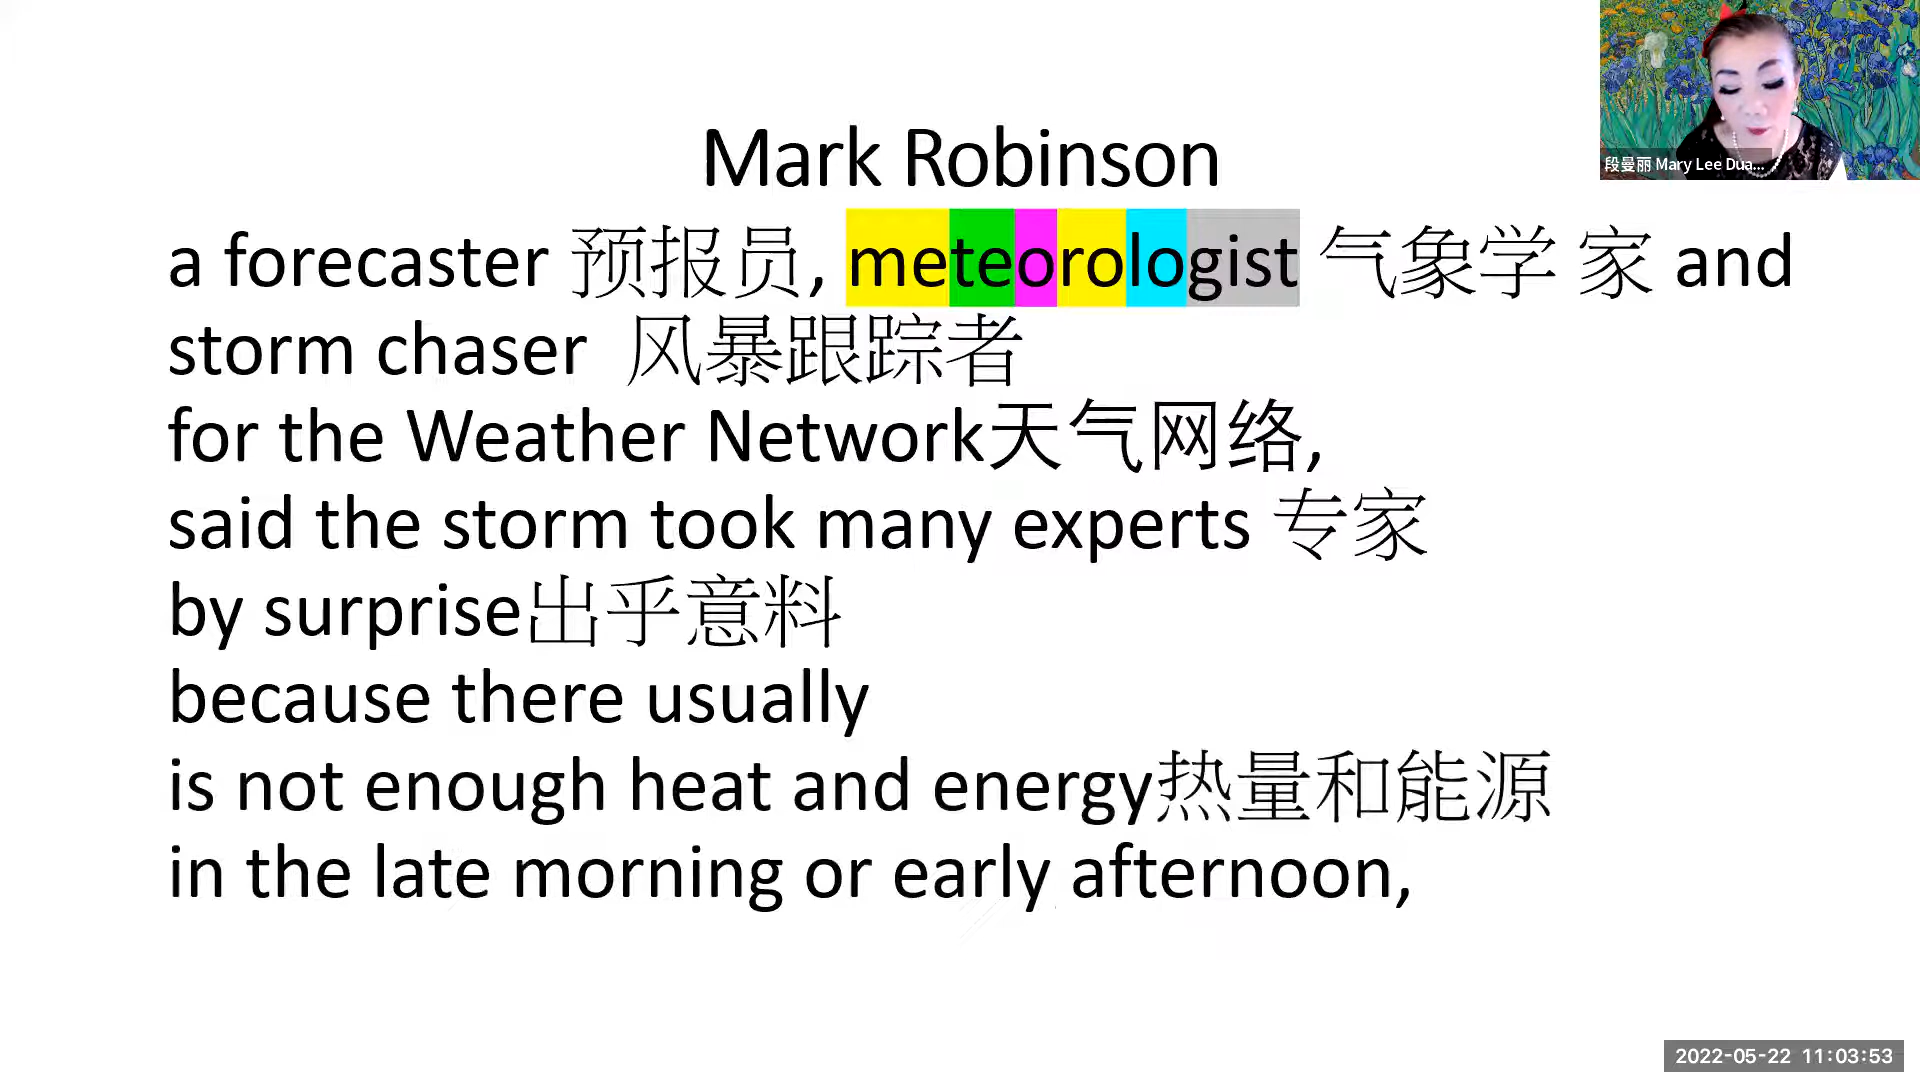 Mark Robinson
a forecaster 预报员, meteorologist 气象学 家 and
storm chaser 风暴跟踪者
for the Weather Network天气网络,
said the storm took many experts 专家
by surprise出乎意料
because there usually
is not enough heat and energy热量和能源
in the late morning or early afternoon,
段曼丽 Mary Lee Dua...
2022-05-22 11:03:53